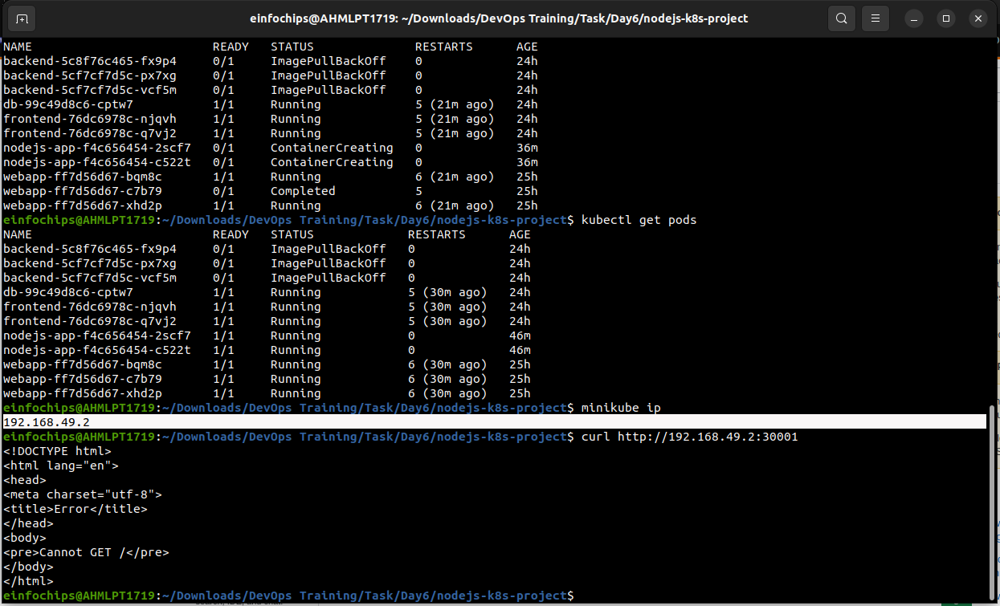 einfochips@AHMLPT1719: ~/Downloads/DevOps Training/Task/Day6/nodejs-k8s-project
NAME READY STATUS RESTARTS AGE
backend-5c8f76c465-fx9p4 0/1 ImagePullBackOff 0 24h
backend-5cf7cf7d5c-px7xg 0/1 ImagePullBackOff 0 24h
backend-5cf7cf7d5c-vcf5m 0/1 ImagePullBackOff 0 24h
db-99c49d8c6-cptw7 1/1 Running 5 (21m ago) 24h
frontend-76dc6978c-njqvh 1/1 Running 5 (21m ago) 24h
frontend-76dc6978c-q7vj2 1/1 Running 5 (21m ago) 24h
nodejs-app-f4c656454-2scf7 0/1 ContainerCreating 0 36m
nodejs-app-f4c656454-c522t 0/1 ContainerCreating 0 36m
webapp-ff7d56d67-bqm8c 1/1 Running 6 (21m ago) 25h
webapp-ff7d56d67-c7b79 0/1 Completed 5 25h
webapp-ff7d56d67-xhd2p 1/1 Running 6 (21m ago) 25h
einfochips@AHMLPT1719:~/Downloads/DevOps Training/Task/Day6/nodejs-k8s-project$ kubectl get pods
NAME READY STATUS RESTARTS AGE
backend-5c8f76c465-fx9p4 0/1 ImagePullBackOff 0 24h
backend-5cf7cf7d5c-px7xg 0/1 ImagePullBackOff 0 24h
backend-5cf7cf7d5c-vcf5m 0/1 ImagePullBackOff 0 24h
db-99c49d8c6-cptw7 1/1 Running 5 (30m ago) 24h
frontend-76dc6978c-njqvh 1/1 Running 5 (30m ago) 24h
frontend-76dc6978c-q7vj2 1/1 Running 5 (30m ago) 24h
nodejs-app-f4c656454-2scf7 1/1 Running 0 46m
nodejs-app-f4c656454-c522t 1/1 Running 0 46m
webapp-ff7d56d67-bqm8c 1/1 Running 6 (30m ago) 25h
webapp-ff7d56d67-c7b79 1/1 Running 6 (30m ago) 25h
webapp-ff7d56d67-xhd2p 1/1 Running 6 (30m ago) 25h
einfochips@AHMLPT1719:~/Downloads/DevOps Training/Task/Day6/nodejs-k8s-project$ minikube ip
192.168.49.2
einfochips@AHMLPT1719:~/Downloads/DevOps Training/Task/Day6/nodejs-k8s-project$ curl http://192.168.49.2:30001
<!DOCTYPE html>
<html lang="en">
<head>
<meta charset="utf-8">
<title>Error</title>
</head>
<body>
<pre>Cannot GET /</pre>
</body>
</html>
einfochips@AHMLPT1719:~/Downloads/DevOps Training/Task/Day6/nodejs-k8s-project$